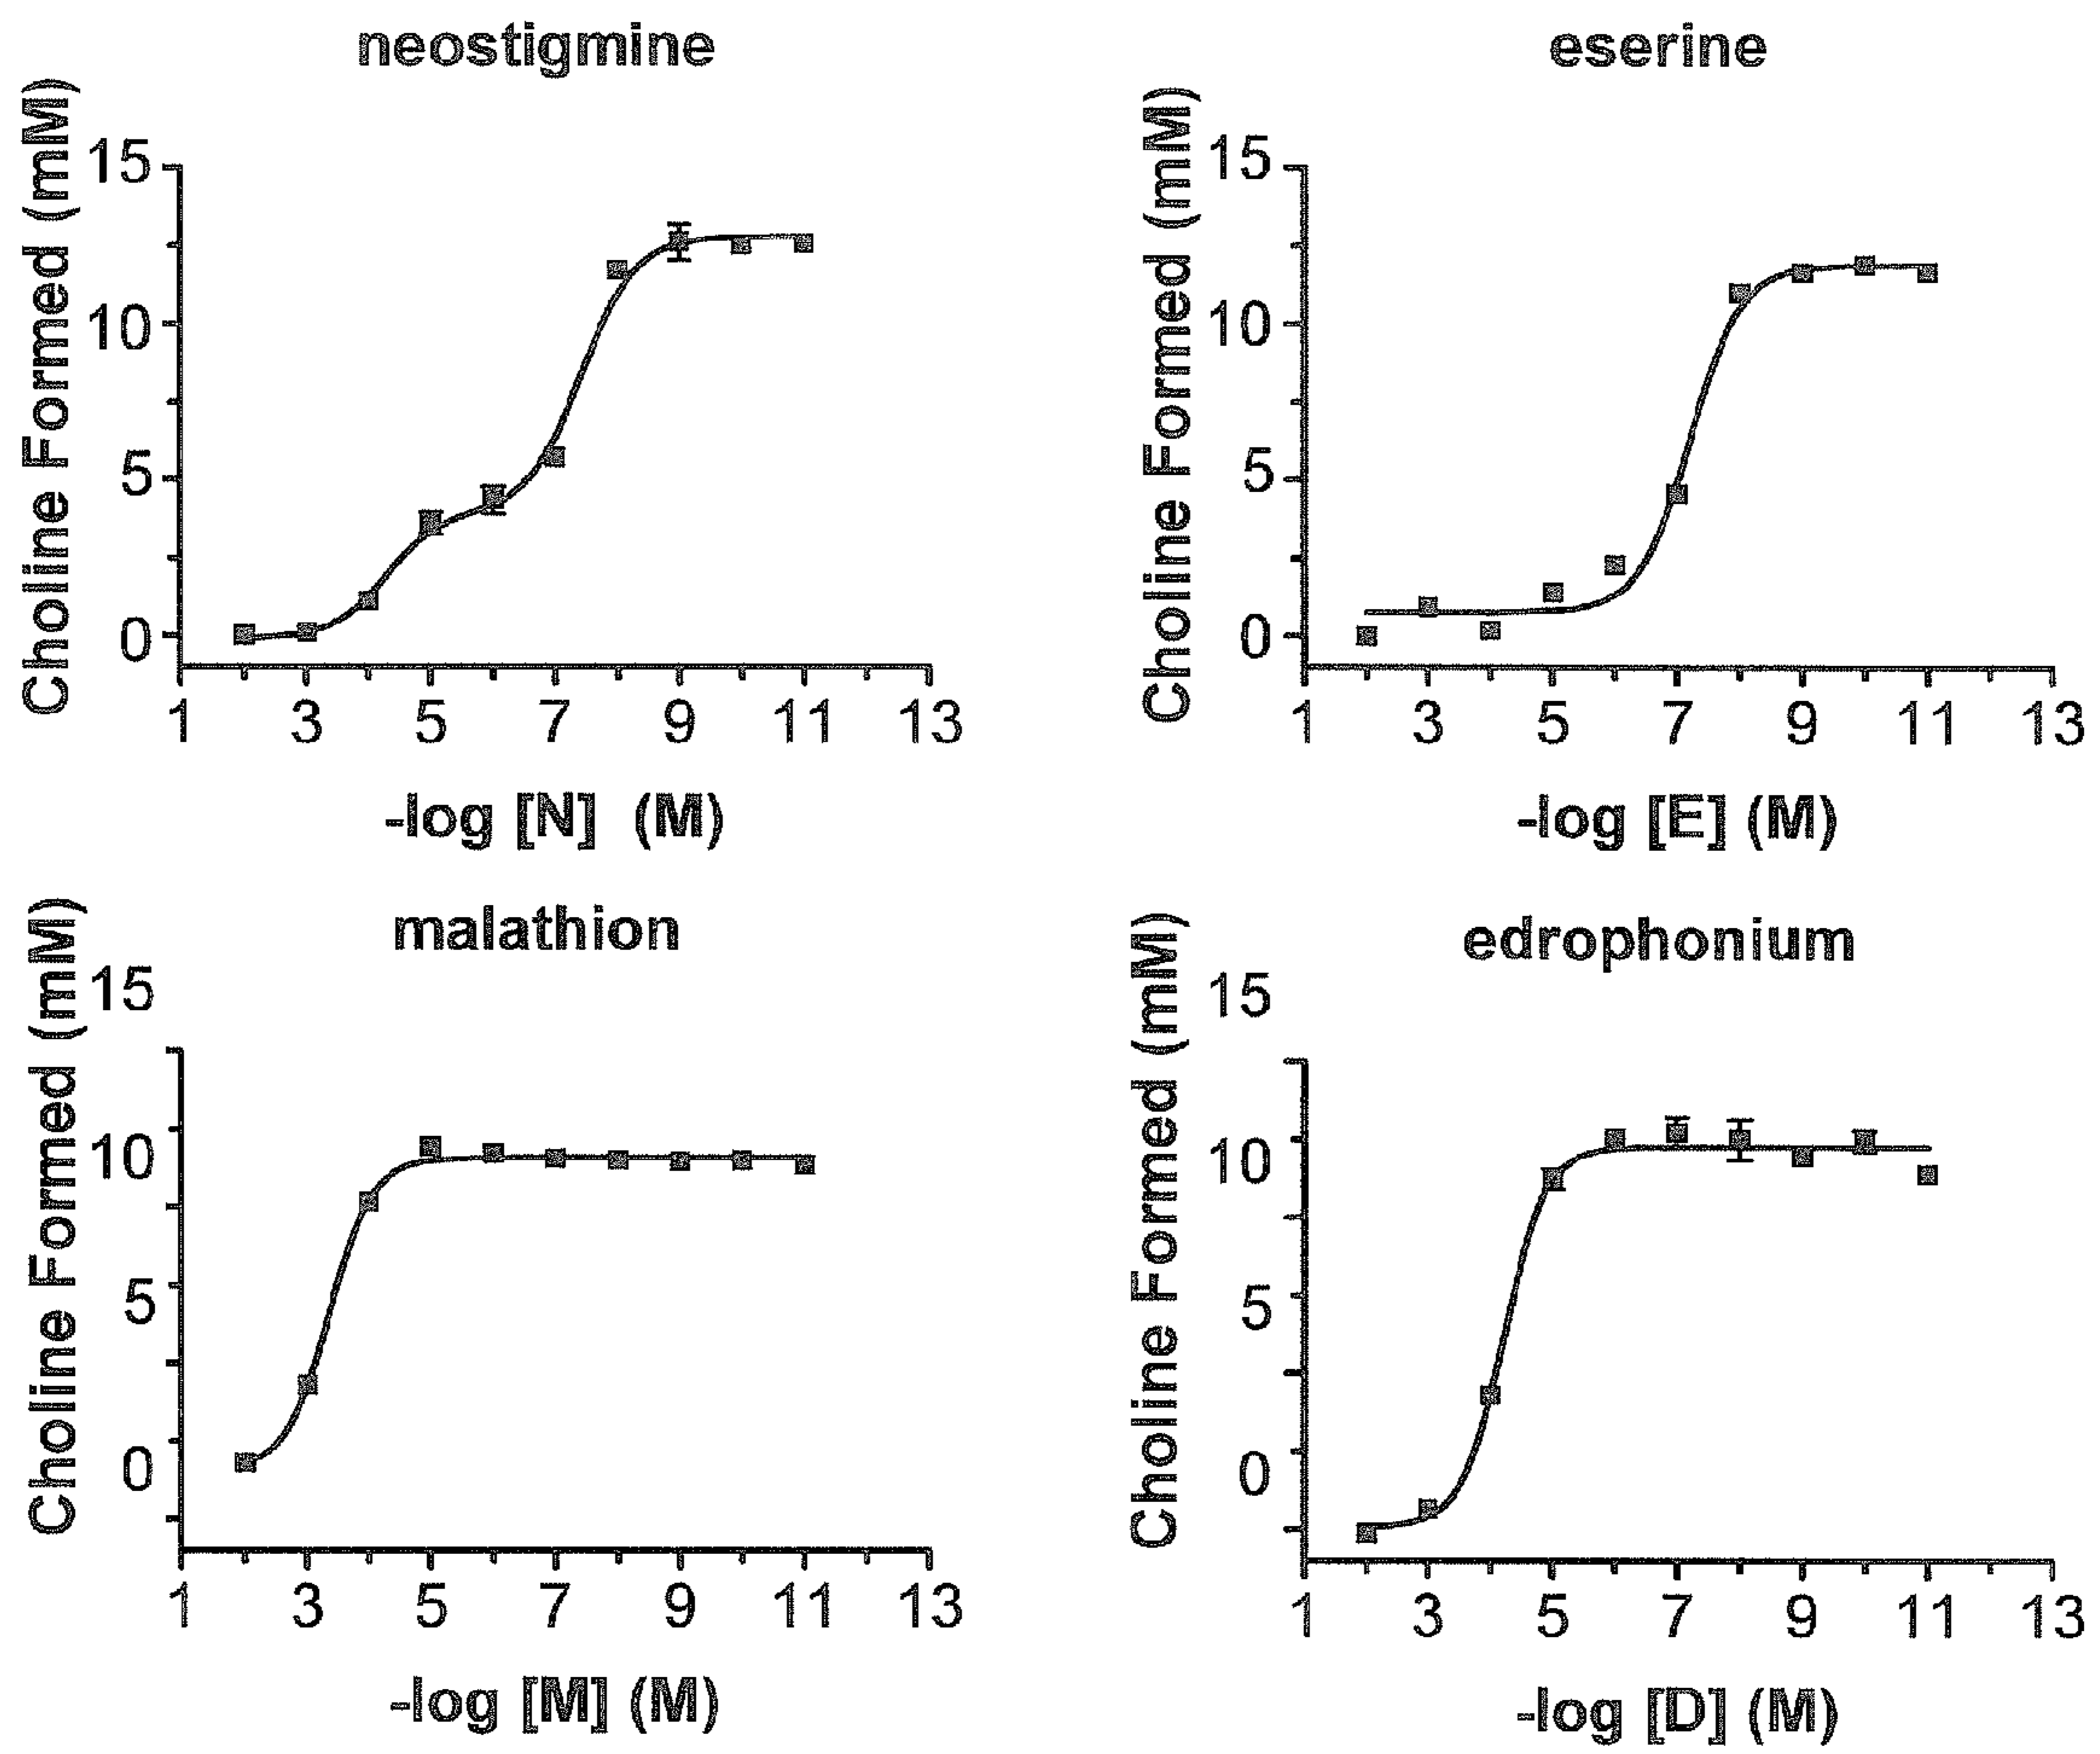 neostigmine
Choline Formed (mM)
15
10
5
0
1 3 5 7 9 11 13
-log [N] (M)
eserine
Choline Formed (mM)
15
10
5
0
1 3 5 7 9 11 13
-log [E] (M)
malathion
Choline Formed (mM)
15
10
5
0
1 3 5 7 9 11 13
-log [M] (M)
edrophonium
Choline Formed (mM)
15
10
5
0
1 3 5 7 9 11 13
-log [D] (M)